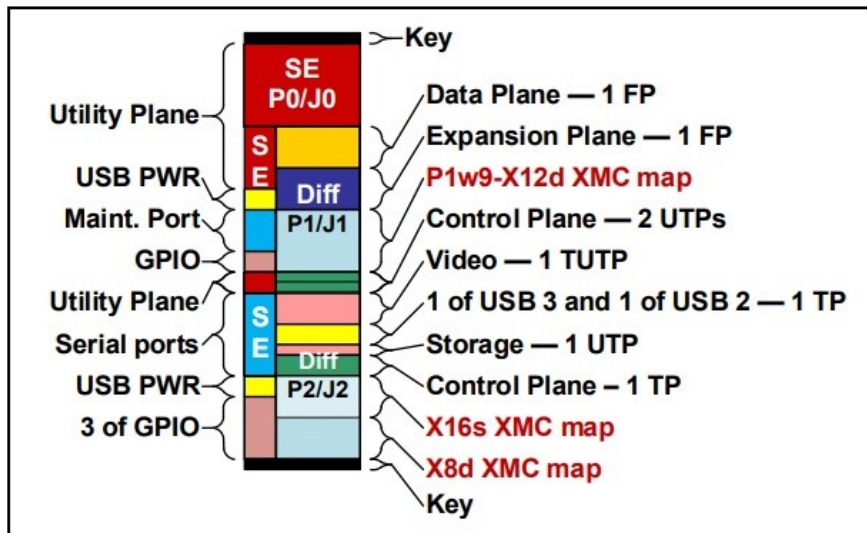 Key
SE
P0/J0
Utility Plane
Data Plane — 1 FP
Expansion Plane — 1 FP
S
E
USB PWR
Diff
P1w9-X12d XMC map
Maint. Port
P1/J1
Control Plane — 2 UTPs
GPIO
Video — 1 TUTP
Utility Plane
1 of USB 3 and 1 of USB 2 — 1 TP
S
E
Serial ports
Storage — 1 UTP
Diff
USB PWR
P2/J2
Control Plane – 1 TP
3 of GPIO
X16s XMC map
X8d XMC map
Key